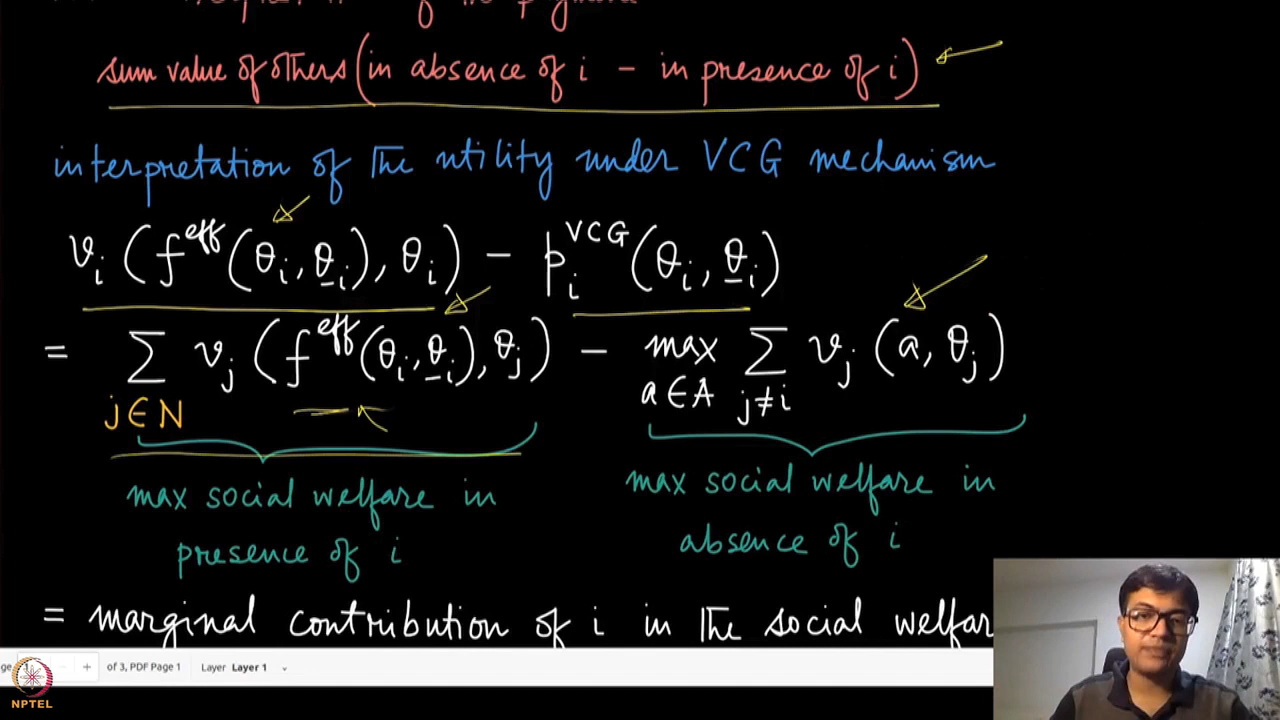 of the
sum value of others (in absence of i − in presence of i)
interpretation of the utility under VCG mechanism
v_i (f^eff (θ_i, θ_-i), θ_i) − p_i^VCG (θ_i, θ_-i)
= Σ_{j∈N} v_j (f^eff (θ_i, θ_-i), θ_j) − max_{a∈A} Σ_{j≠i} v_j (a, θ_j)
max social welfare in presence of i
max social welfare in absence of i
= marginal contribution of i in the social welfar
of 3, PDF Page 1 Layer Layer 1
NPTEL